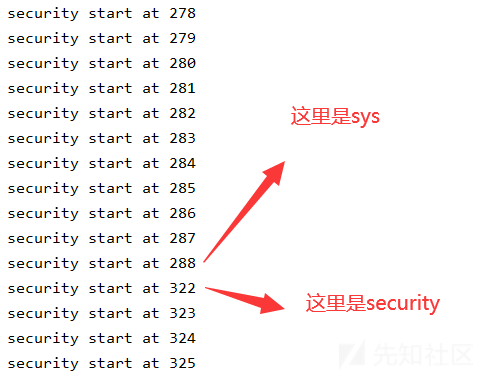 security start at 278
security start at 279
security start at 280
security start at 281
security start at 282
security start at 283
security start at 284
security start at 285
security start at 286
security start at 287
security start at 288
security start at 322
security start at 323
security start at 324
security start at 325
这里是sys
这里是security
先知社区